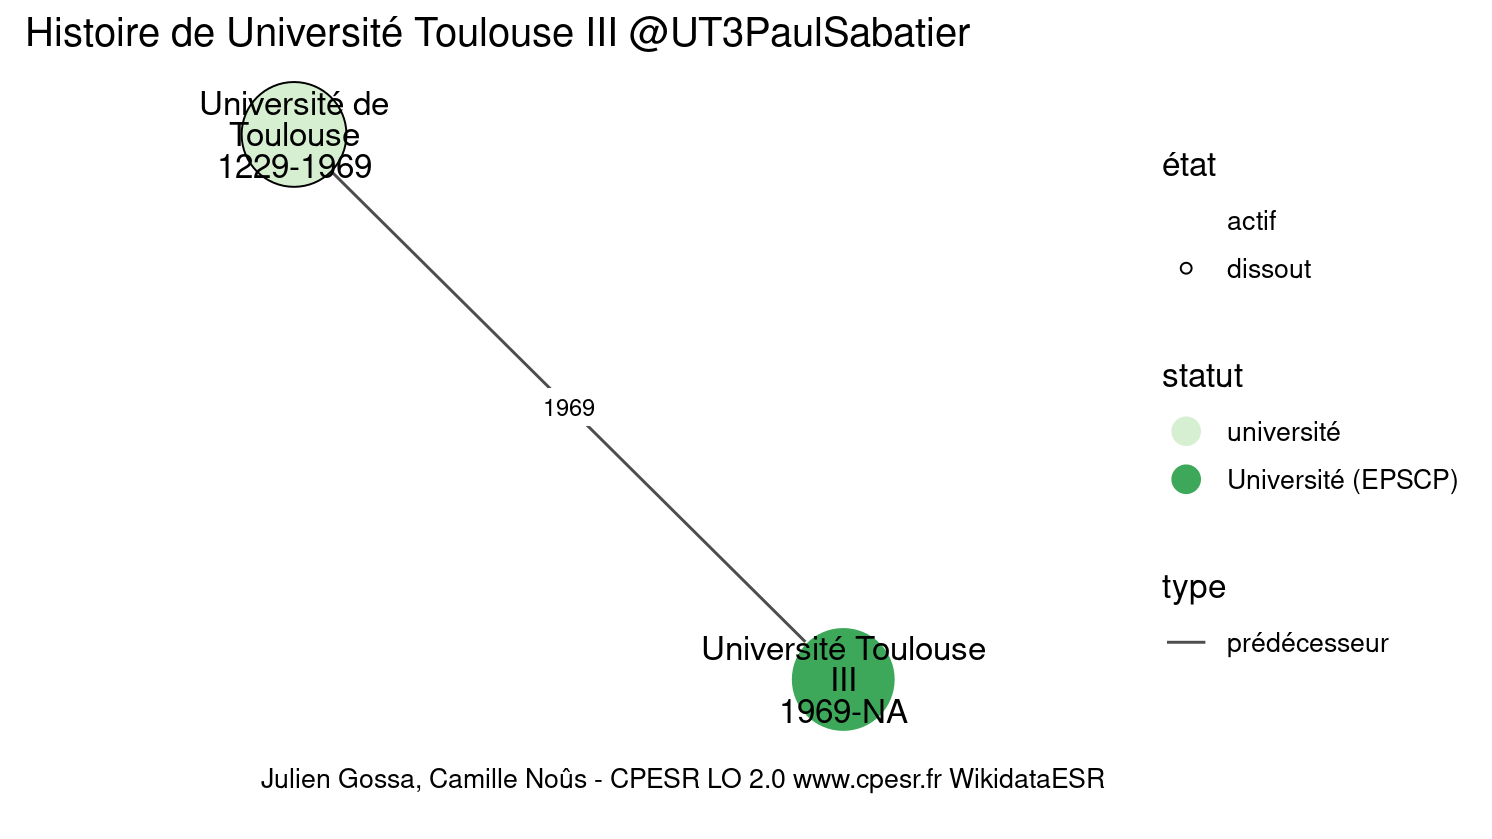 Histoire de Université Toulouse III @UT3PaulSabatier
Université de
Toulouse
1229-1969
1969
Université Toulouse
III
1969-NA
état
actif
dissout
statut
université
Université (EPSCP)
type
prédécesseur
Julien Gossa, Camille Noûs - CPESR LO 2.0 www.cpesr.fr WikidataESR